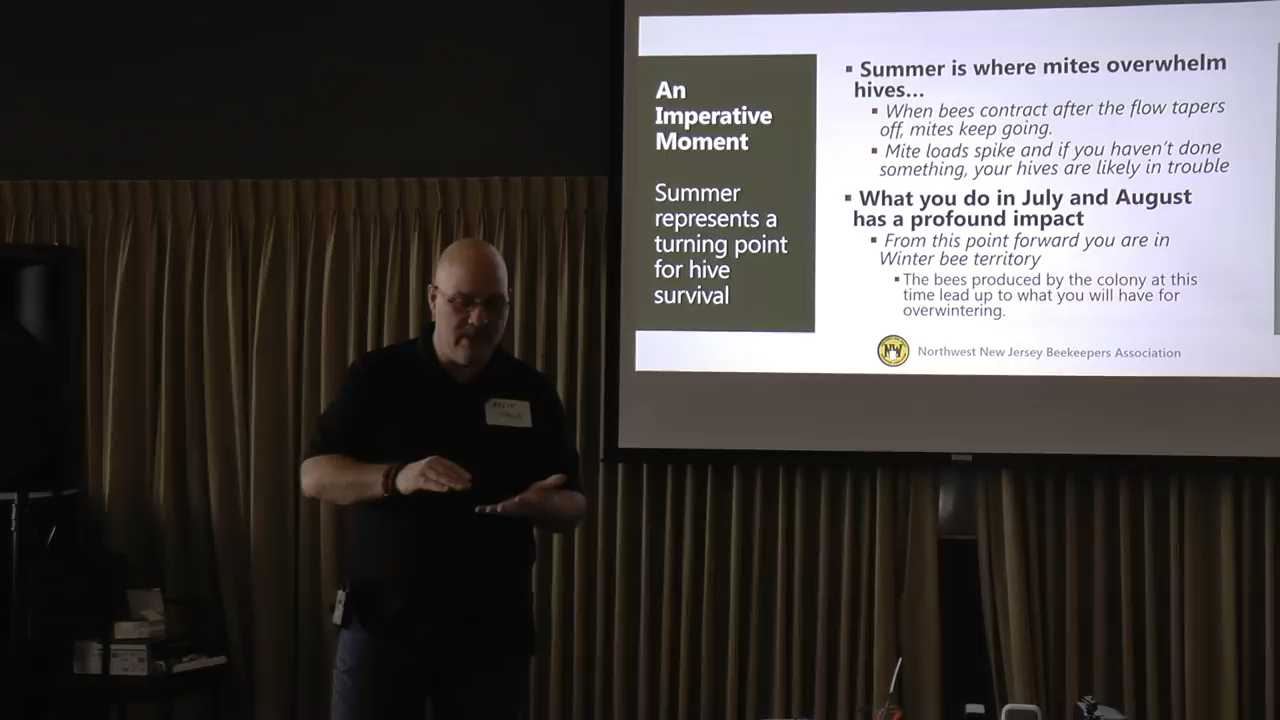 An
Imperative
Moment
Summer
represents a
turning point
for hive
survival
▪ Summer is where mites overwhelm
hives...
▪ When bees contract after the flow tapers
off, mites keep going.
▪ Mite loads spike and if you haven't done
something, your hives are likely in trouble
▪ What you do in July and August
has a profound impact
▪ From this point forward you are in
Winter bee territory
▪ The bees produced by the colony at this
time lead up to what you will have for
overwintering.
NW
Northwest New Jersey Beekeepers Association